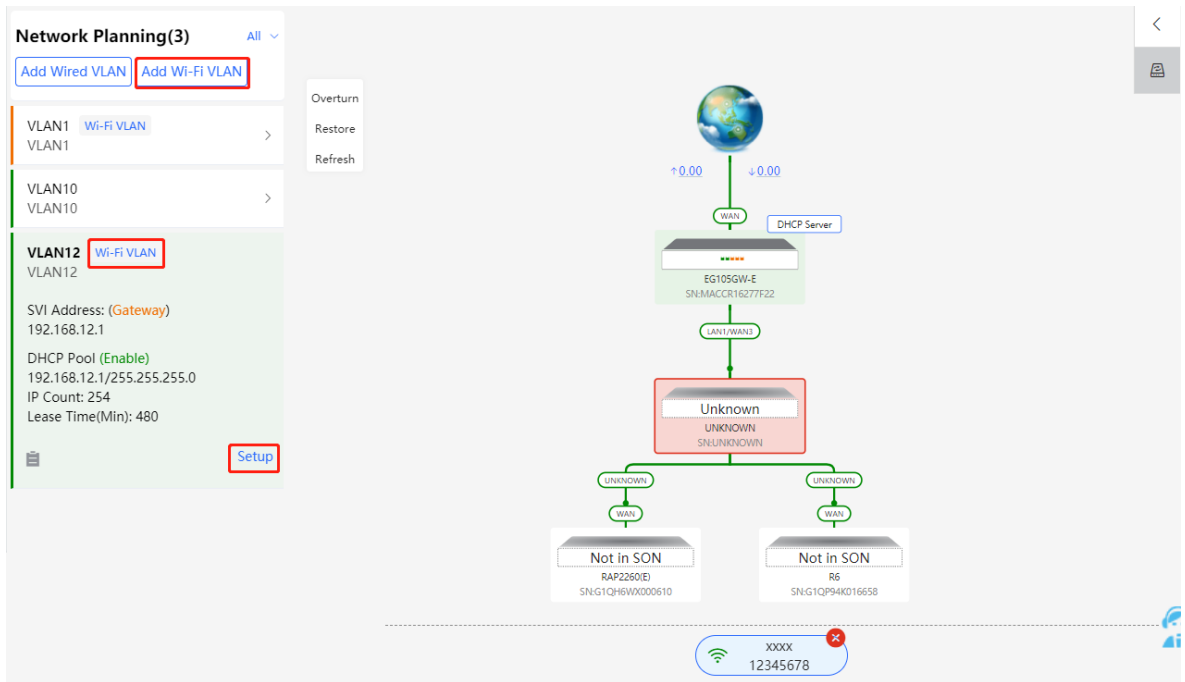 Network Planning(3)
All
Add Wired VLAN
Add Wi-Fi VLAN
VLAN1 Wi-Fi VLAN
VLAN1
VLAN10
VLAN10
VLAN12 Wi-Fi VLAN
VLAN12
SVI Address: (Gateway)
192.168.12.1
DHCP Pool (Enable)
192.168.12.1/255.255.255.0
IP Count: 254
Lease Time(Min): 480
Setup
Overturn
Restore
Refresh
↑0.00 ↓0.00
WAN
DHCP Server
EG105GW-E
SN:MACCR16277F22
LAN1/WAN3
Unknown
UNKNOWN
SN:UNKNOWN
UNKNOWN UNKNOWN
WAN WAN
Not in SON
RAP2260(E)
SN:G1QH6WX000610
Not in SON
R6
SN:G1QP94K016658
xxxx
12345678